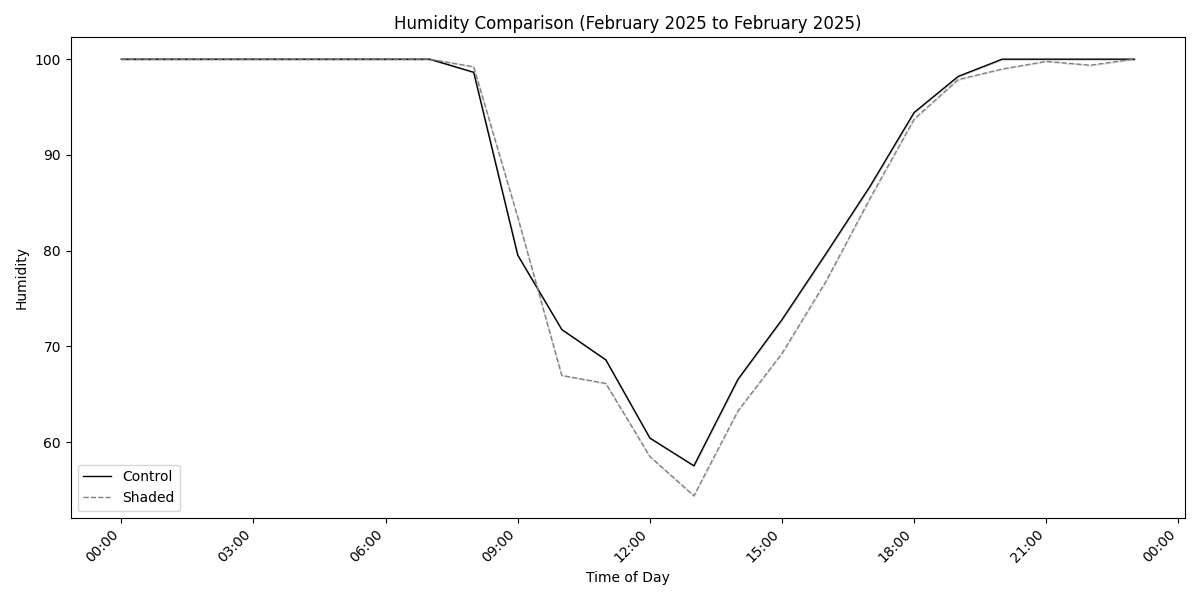 Humidity Comparison (February 2025 to February 2025)
100
90
80
70
60
Humidity
Control
Shaded
00:00
03:00
06:00
09:00
12:00
15:00
18:00
21:00
00:00
Time of Day